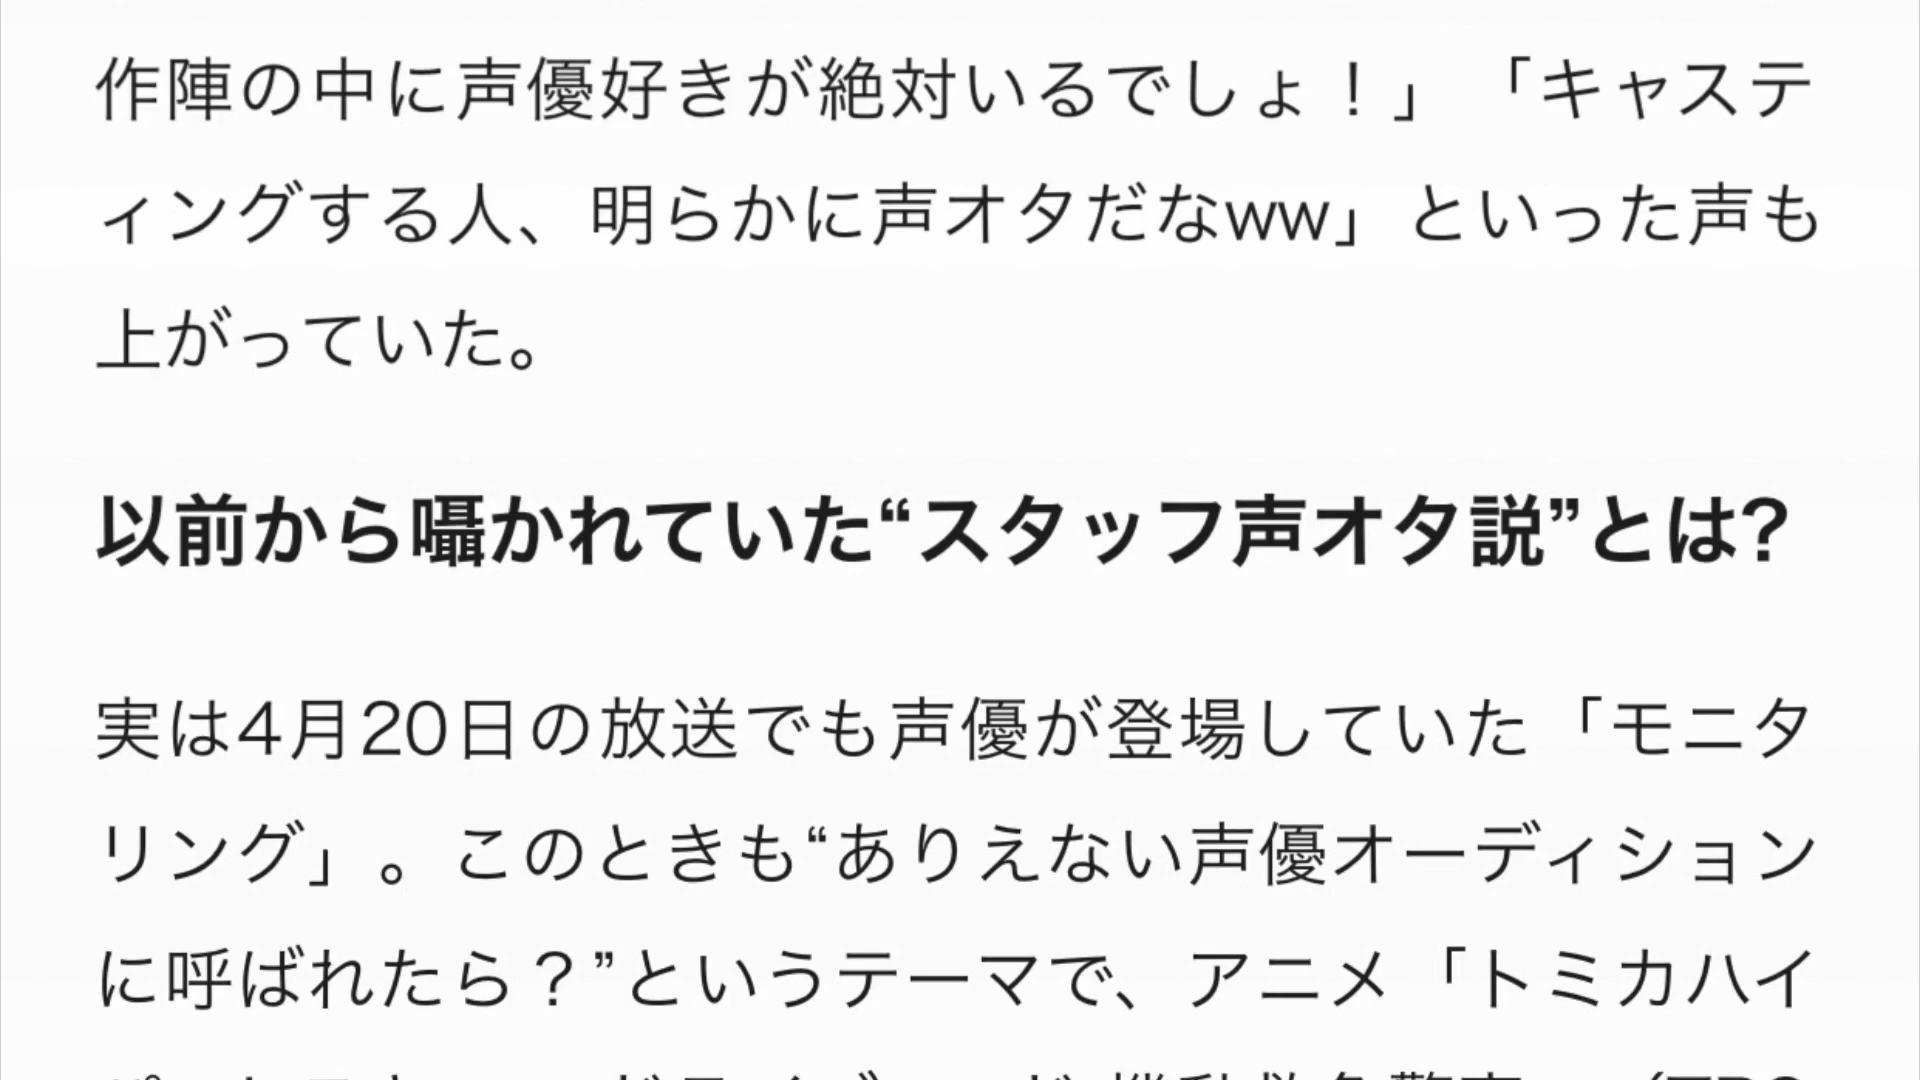 作陣の中に声優好きが絶対いるでしょ！」「キャステ
ィングする人、明らかに声オタだなww」といった声も
上がっていた。
以前から囁かれていた“スタッフ声オタ説”とは?
実は4月20日の放送でも声優が登場していた「モニタ
リング」。このときも“ありえない声優オーディション
に呼ばれたら？”というテーマで、アニメ「トミカハイ